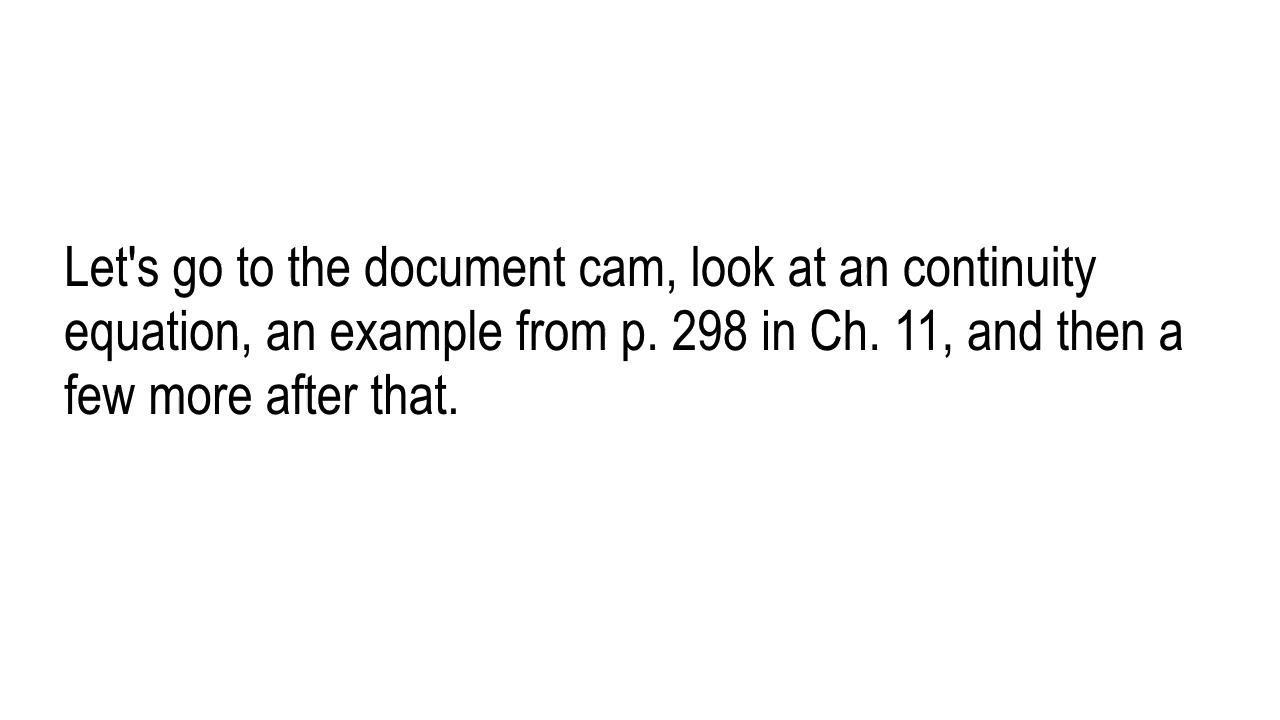 Let's go to the document cam, look at an continuity
equation, an example from p. 298 in Ch. 11, and then a
few more after that.